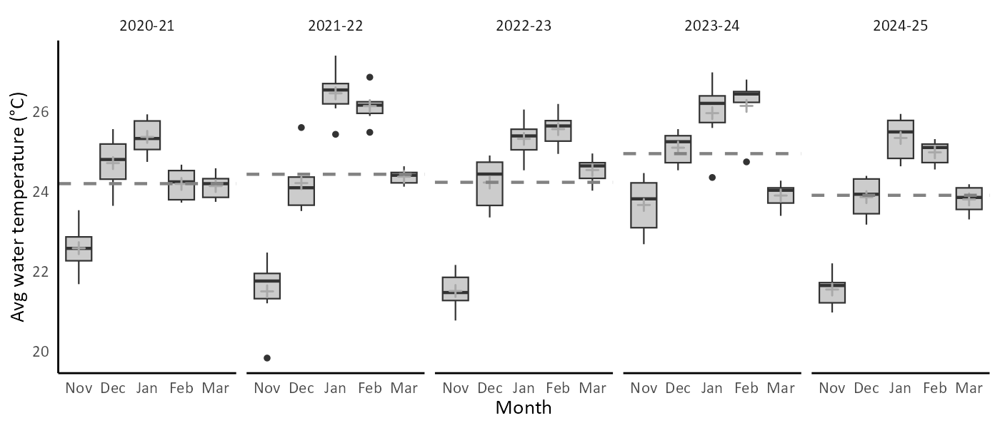 2020-21 2021-22 2022-23 2023-24 2024-25
Avg water temperature (°C)
26
24
22
20
Nov Dec Jan Feb Mar Nov Dec Jan Feb Mar Nov Dec Jan Feb Mar Nov Dec Jan Feb Mar Nov Dec Jan Feb Mar
Month